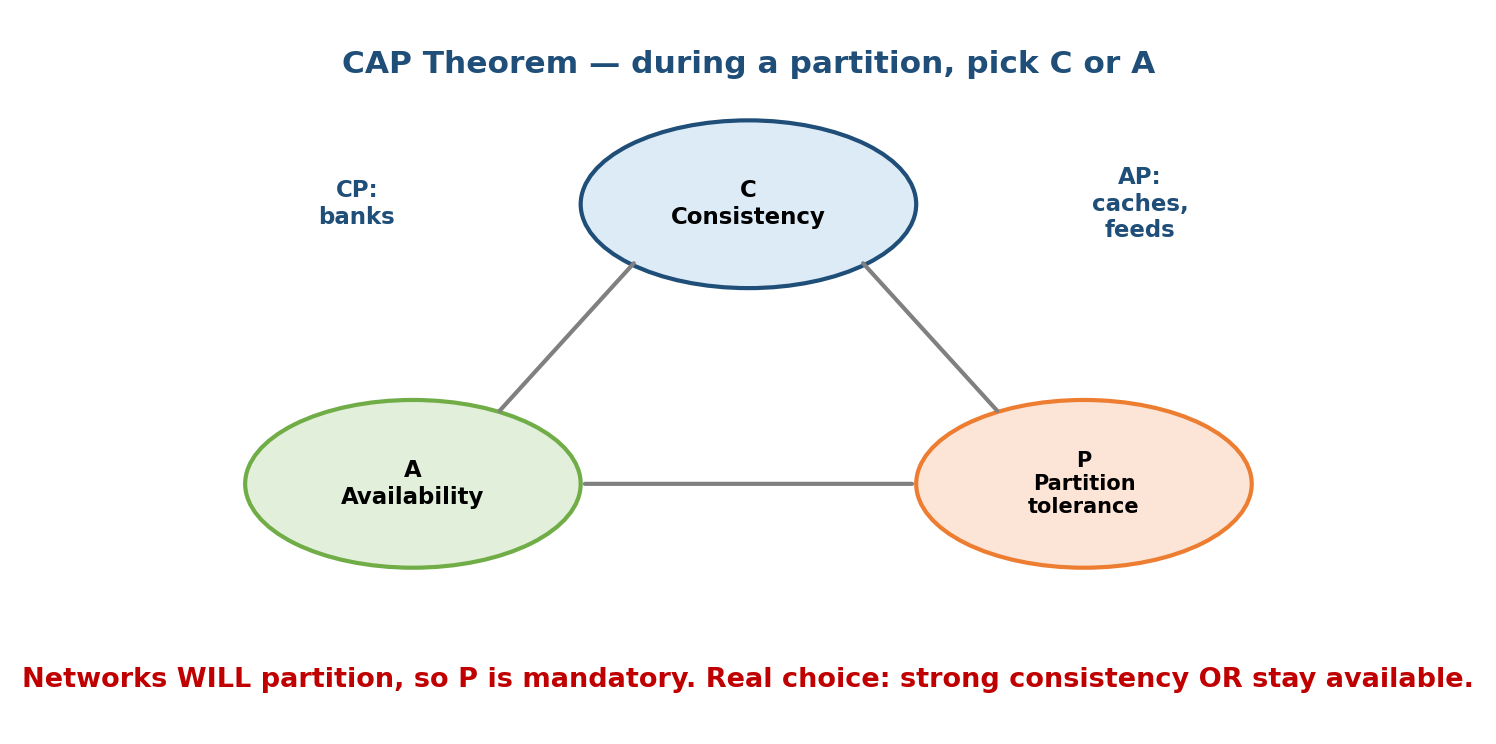 CAP Theorem — during a partition, pick C or A
CP:
banks
C
Consistency
AP:
caches,
feeds
A
Availability
P
Partition
tolerance
Networks WILL partition, so P is mandatory. Real choice: strong consistency OR stay available.